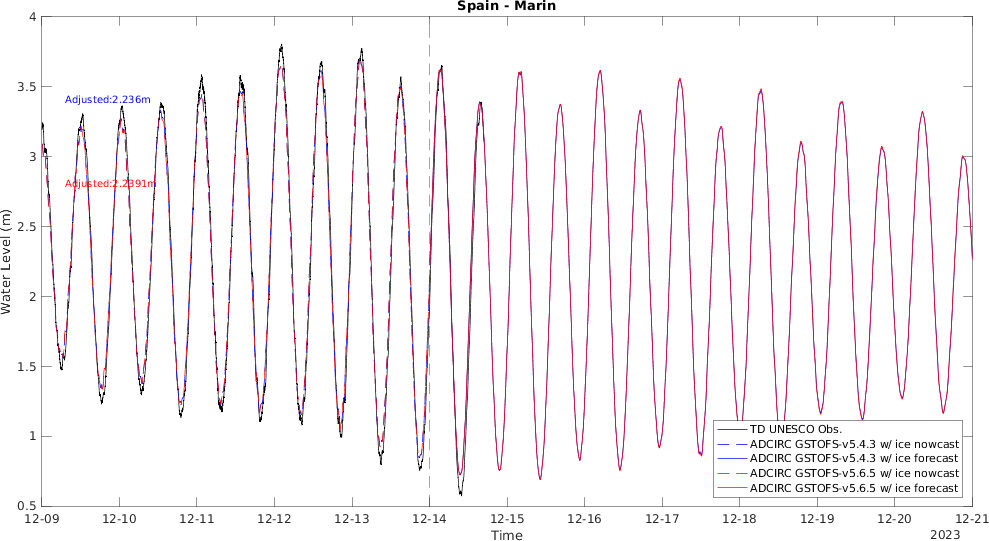 Spain - Marin
4
3.5
3
2.5
2
1.5
1
0.5
Water Level (m)
Adjusted:2.236m
Adjusted:2.2391m
TD UNESCO Obs.
ADCIRC GSTOFS-v5.4.3 w/ ice nowcast
ADCIRC GSTOFS-v5.4.3 w/ ice forecast
ADCIRC GSTOFS-v5.6.5 w/ ice nowcast
ADCIRC GSTOFS-v5.6.5 w/ ice forecast
12-09 12-10 12-11 12-12 12-13 12-14 12-15 12-16 12-17 12-18 12-19 12-20 12-21
Time
2023